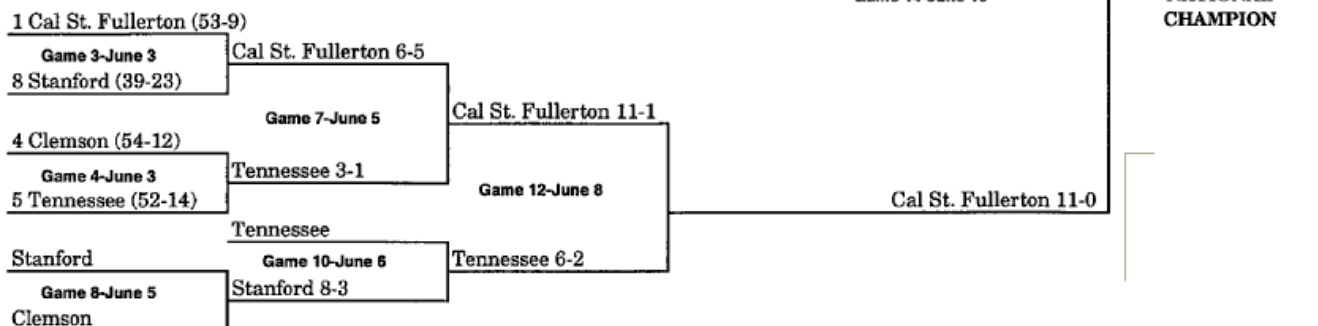 CHAMPION
1 Cal St. Fullerton (53-9)
Game 3-June 3
Cal St. Fullerton 6-5
8 Stanford (39-23)
Game 7-June 5
Cal St. Fullerton 11-1
4 Clemson (54-12)
Game 4-June 3
Tennessee 3-1
5 Tennessee (52-14)
Game 12-June 8
Cal St. Fullerton 11-0
Tennessee
Stanford
Game 10-June 6
Tennessee 6-2
Game 8-June 5
Stanford 8-3
Clemson